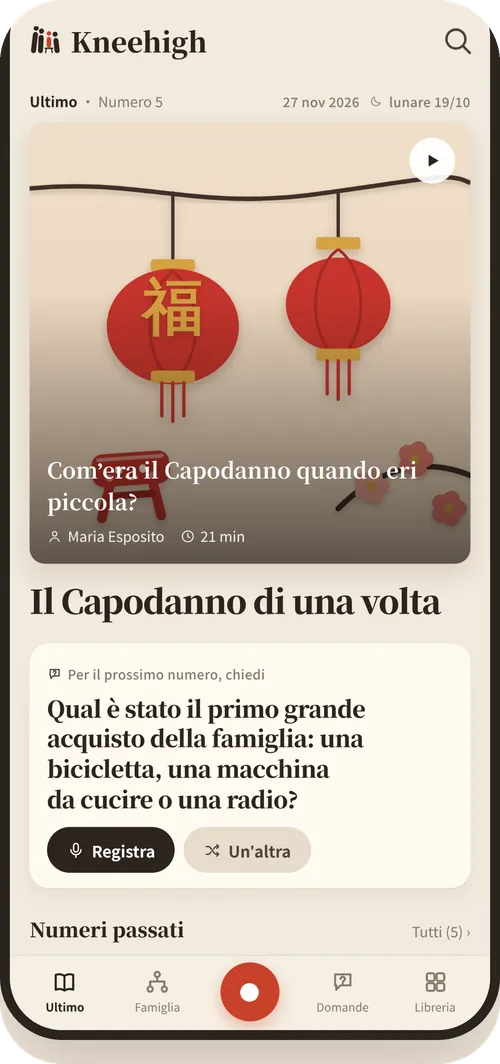 Kneehigh
Ultimo · Numero 5
27 nov 2026 lunare 19/10
福
Com’era il Capodanno quando eri
piccola?
Maria Esposito 21 min
Il Capodanno di una volta
Per il prossimo numero, chiedi
Qual è stato il primo grande
acquisto della famiglia: una
bicicletta, una macchina
da cucire o una radio?
Registra
Un’altra
Numeri passati
Tutti (5) ›
Ultimo
Famiglia
Domande
Libreria